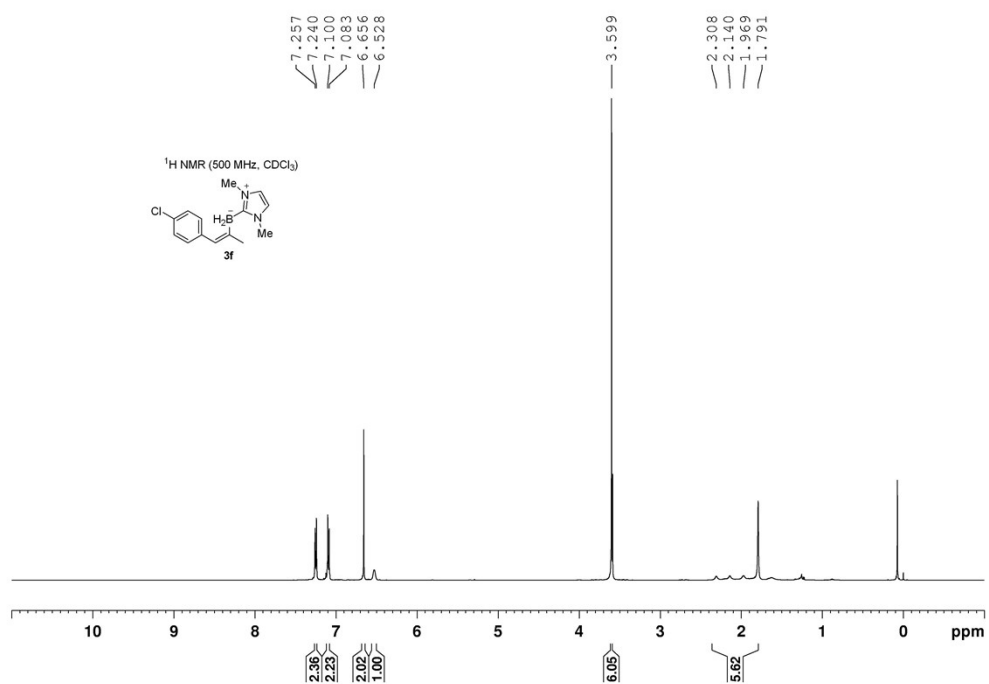 7.257
7.240
7.100
7.083
6.656
6.528
3.599
2.308
2.140
1.969
1.791
¹H NMR (500 MHz, CDCl₃)
Me
N
+
Cl
H₂B
−
N
Me
3f
10 9 8 7 6 5 4 3 2 1 0 ppm
2.36
2.23
2.02
1.00
6.05
5.62